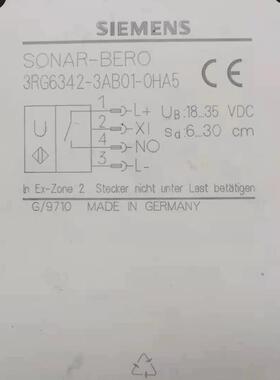 SIEMENS
SONAR-BERO
3RG6342-3AB01-0HA5
CE
1 L+ UB:18...35 VDC
2 XI sd:6...30 cm
4 NO
3 L-
U
In Ex-Zone 2 Stecker nicht unter Last betätigen
G/9710 MADE IN GERMANY